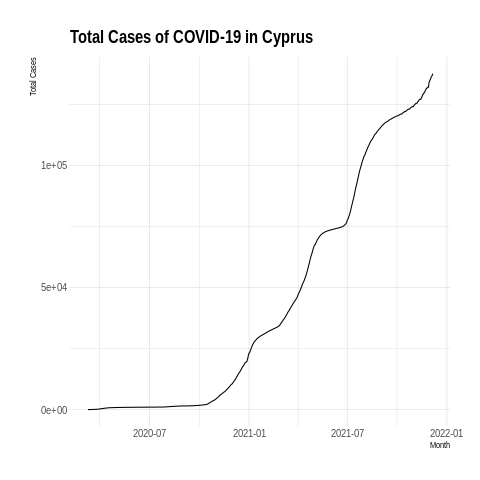 Total Cases of COVID-19 in Cyprus
Total Cases
1e+05
5e+04
0e+00
2020-07 2021-01 2021-07 2022-01
Month